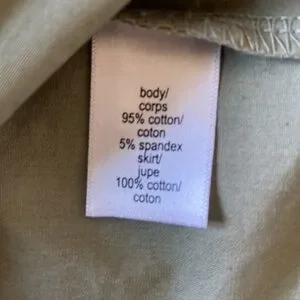 body/
corps
95% cotton/
coton
5% spandex
skirt/
jupe
100% cotton/
coton